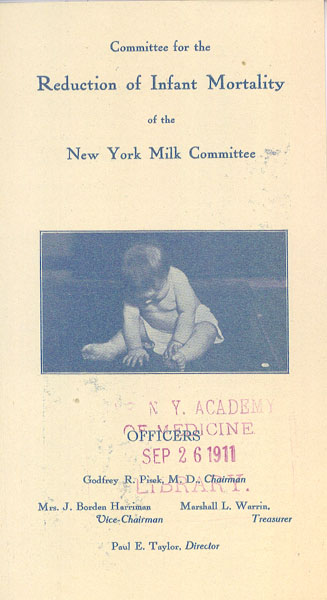 Committee for the
Reduction of Infant Mortality
of the
New York Milk Committee
N. Y. ACADEMY
OF MEDICINE
OFFICERS
SEP 26 1911
LIBRARY.
Godfrey R. Pisek, M. D., Chairman
Mrs. J. Borden Harriman Marshall L. Warrin,
Vice-Chairman Treasurer
Paul E. Taylor, Director